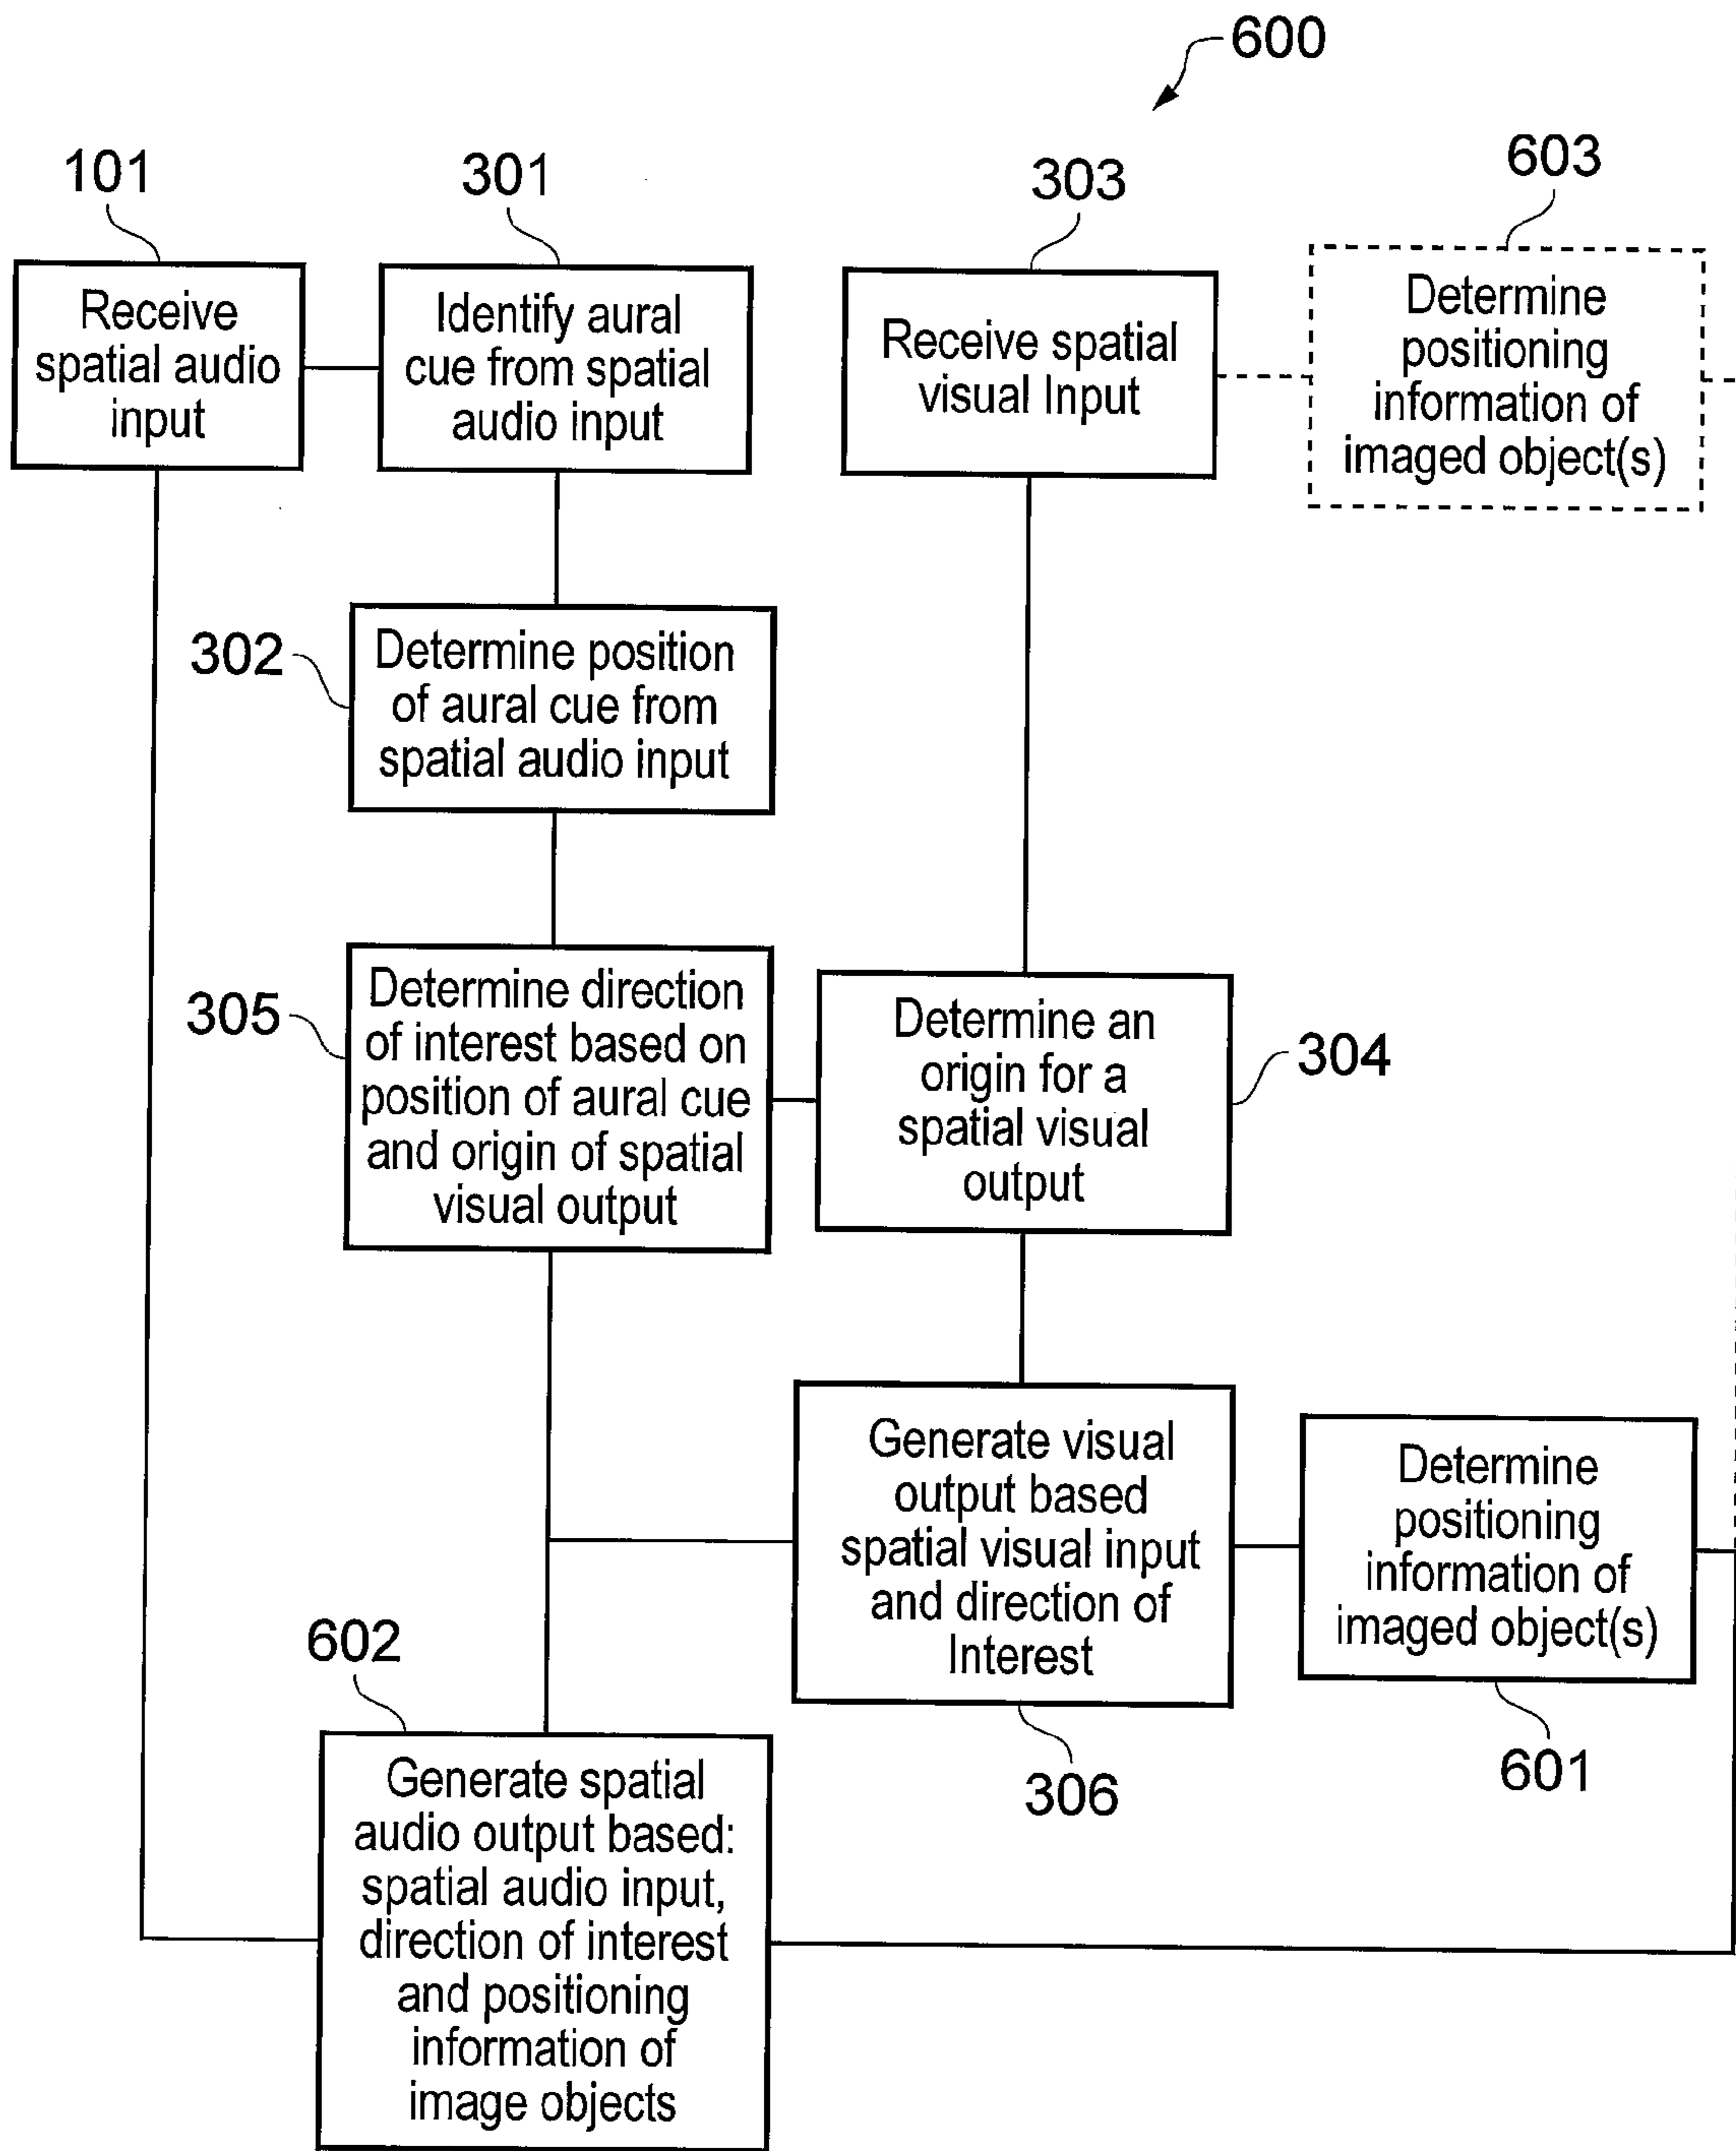 600
101
301
303
603
Receive
spatial audio
input
Identify aural
cue from spatial
audio input
Receive spatial
visual Input
Determine
positioning
information of
imaged object(s)
302
Determine position
of aural cue from
spatial audio input
305
Determine direction
of interest based on
position of aural cue
and origin of spatial
visual output
Determine an
origin for a
spatial visual
output
304
Generate visual
output based
spatial visual input
and direction of
Interest
306
Determine
positioning
information of
imaged object(s)
601
602
Generate spatial
audio output based:
spatial audio input,
direction of interest
and positioning
information of
image objects